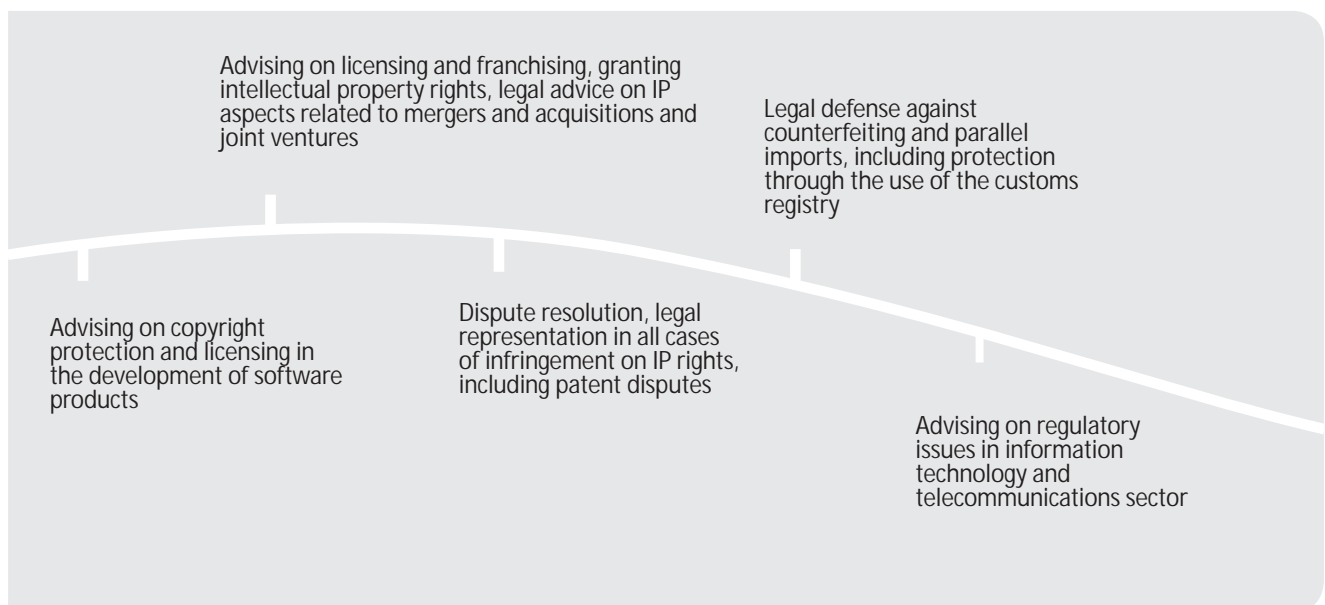 Advising on licensing and franchising, granting
intellectual property rights, legal advice on IP
aspects related to mergers and acquisitions and
joint ventures
Legal defense against
counterfeiting and parallel
imports, including protection
through the use of the customs
registry
Advising on copyright
protection and licensing in
the development of software
products
Dispute resolution, legal
representation in all cases
of infringement on IP rights,
including patent disputes
Advising on regulatory
issues in information
technology and
telecommunications sector